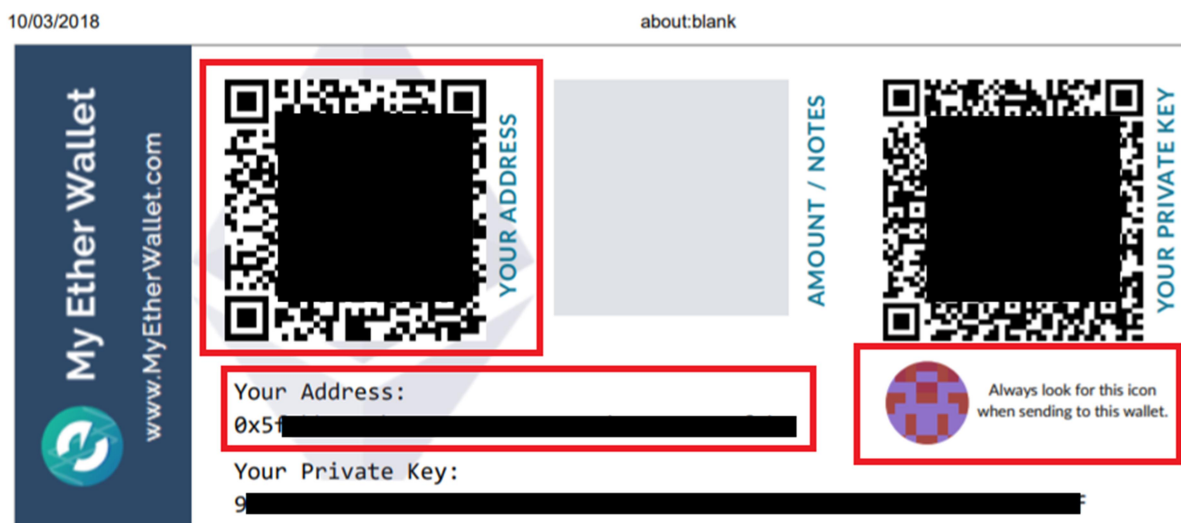 10/03/2018
about:blank
My Ether Wallet
www.MyEtherWallet.com
YOUR ADDRESS
AMOUNT / NOTES
YOUR PRIVATE KEY
Your Address:
0x5f
Always look for this icon
when sending to this wallet.
Your Private Key:
9 F